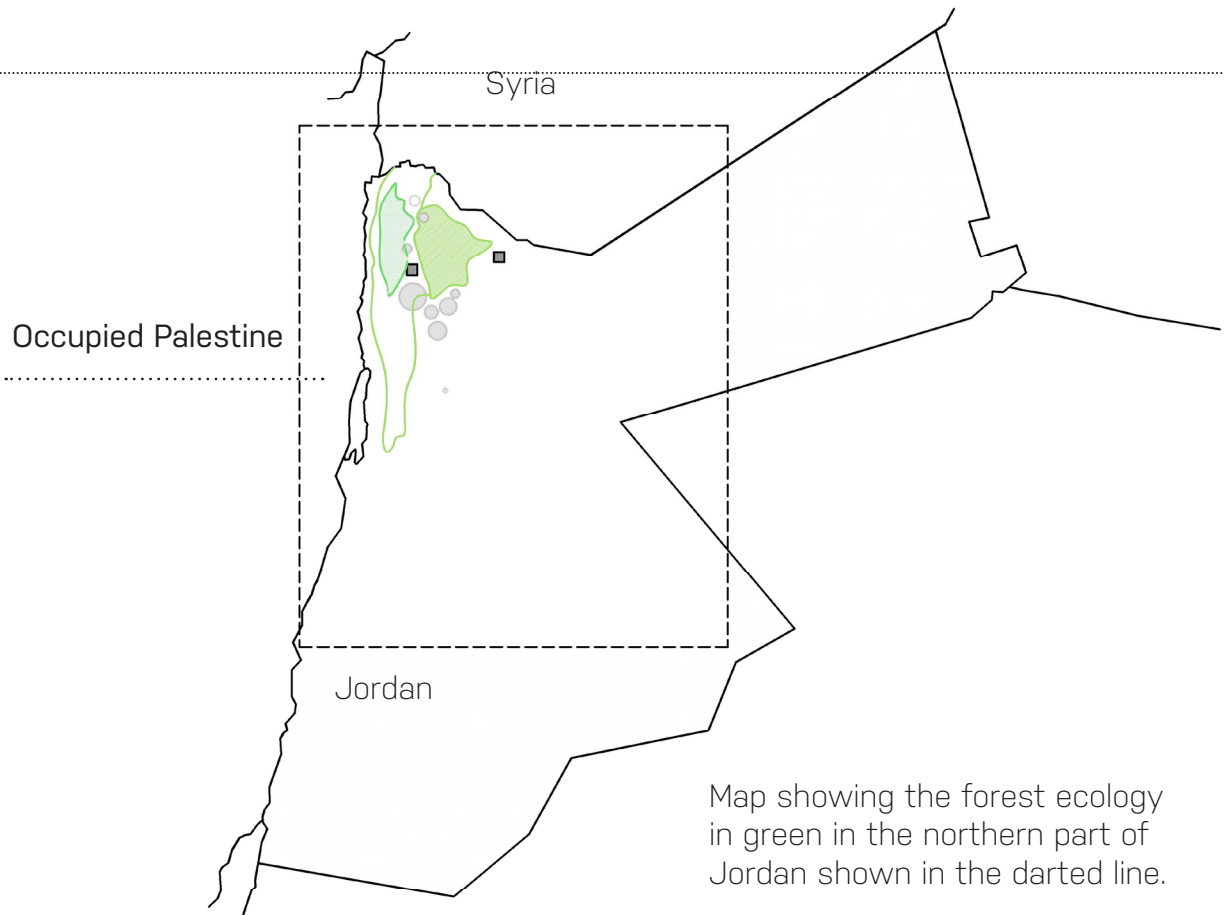 Syria
Occupied Palestine
Jordan
Map showing the forest ecology
in green in the northern part of
Jordan shown in the darted line.